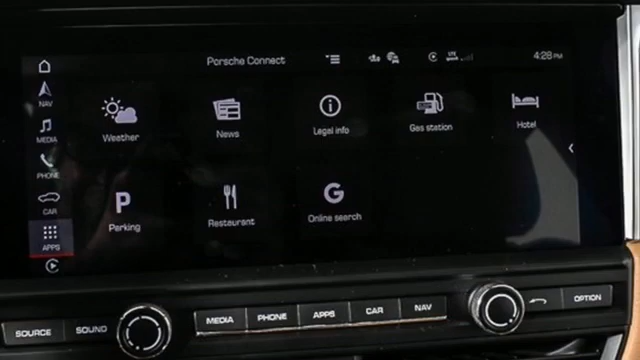 Porsche Connect
LTE
4:28 PM
NAV
MEDIA
PHONE
CAR
APPS
Weather
News
Legal info
Gas station
Hotel
P
Parking
Restaurant
G
Online search
SOURCE
SOUND
MEDIA
PHONE
APPS
CAR
NAV
OPTION